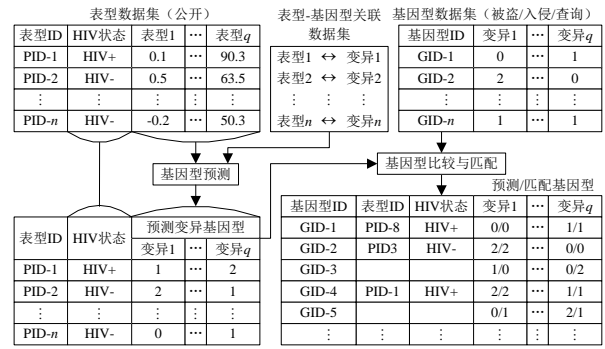 表型数据集（公开）
表型ID HIV状态 表型1 ··· 表型q
PID-1 HIV+ 0.1 ··· 90.3
PID-2 HIV- 0.5 ··· 63.5
⋮ ⋮ ⋮ ⋮
PID-n HIV- -0.2 ··· 50.3
表型-基因型关联
数据集
表型1 ↔ 变异1
表型2 ↔ 变异2
⋮ ⋮ ⋮
表型n ↔ 变异n
基因型数据集（被盗/入侵/查询）
基因型ID 变异1 ··· 变异q
GID-1 0 ··· 1
GID-2 2 ··· 0
⋮ ⋮ ⋮
GID-n 1 ··· 1
基因型预测
基因型比较与匹配
表型ID HIV状态 预测变异基因型
变异1 ··· 变异q
PID-1 HIV+ 1 ··· 2
PID-2 HIV- 2 ··· 1
⋮ ⋮ ⋮ ⋮
PID-n HIV- 0 ··· 1
预测/匹配基因型
基因型ID 表型ID HIV状态 变异1 ··· 变异q
GID-1 PID-8 HIV+ 0/0 ··· 1/1
GID-2 PID3 HIV- 2/2 ··· 0/0
GID-3 1/0 ··· 0/2
GID-4 PID-1 HIV+ 2/2 ··· 1/1
GID-5 0/1 ··· 2/1
⋮ ⋮ ⋮ ⋮ ⋮